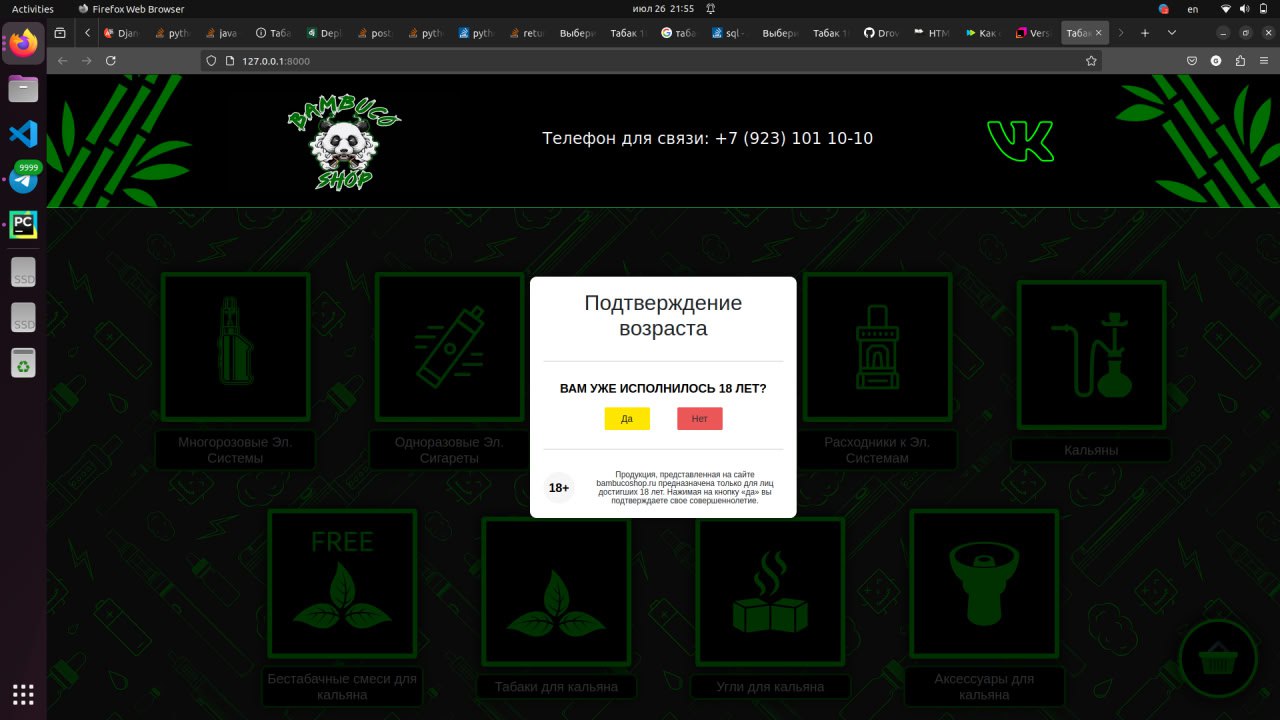 Activities
Firefox Web Browser
июл 26 21:55
en
Djan
pyth
java
Таба
Depl
post
pyth
pyth
retu
Выбери
Табак 1
таба
sql -
Выбери
Табак 1
Drov
HTM
Как
Vers
Табак
127.0.0.1:8000
9999
PC
SSD
SSD
BAMBUCO
SHOP
Телефон для связи: +7 (923) 101 10-10
Подтверждение
возраста
ВАМ УЖЕ ИСПОЛНИЛОСЬ 18 ЛЕТ?
Да
Нет
18+
Продукция, представленная на сайте
bambucoshop.ru предназначена только для лиц
достигших 18 лет. Нажимая на кнопку «да» вы
подтверждаете свое совершеннолетие.
Многорозовые Эл.
Системы
Одноразовые Эл.
Сигареты
Расходники к Эл.
Системам
Кальяны
FREE
Бестабачные смеси для
кальяна
Табаки для кальяна
Угли для кальяна
Аксессуары для
кальяна